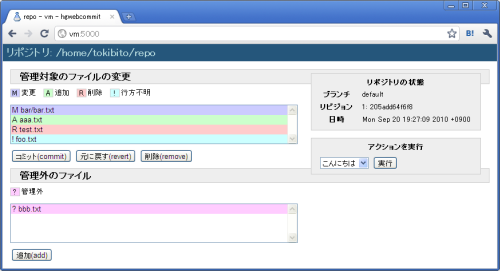 repo - vm - hgwebcommit
vm:5000
リポジトリ: /home/tokibito/repo
管理対象のファイルの変更
M 変更 A 追加 R 削除 ! 行方不明
M bar/bar.txt
A aaa.txt
R test.txt
! foo.txt
コミット(commit) 元に戻す(revert) 削除(remove)
管理外のファイル
? 管理外
? bbb.txt
追加(add)
リポジトリの状態
ブランチ default
リビジョン 1: 205add64f6f8
日時 Mon Sep 20 19:27:09 2010 +0900
アクションを実行
こんにちは 実行